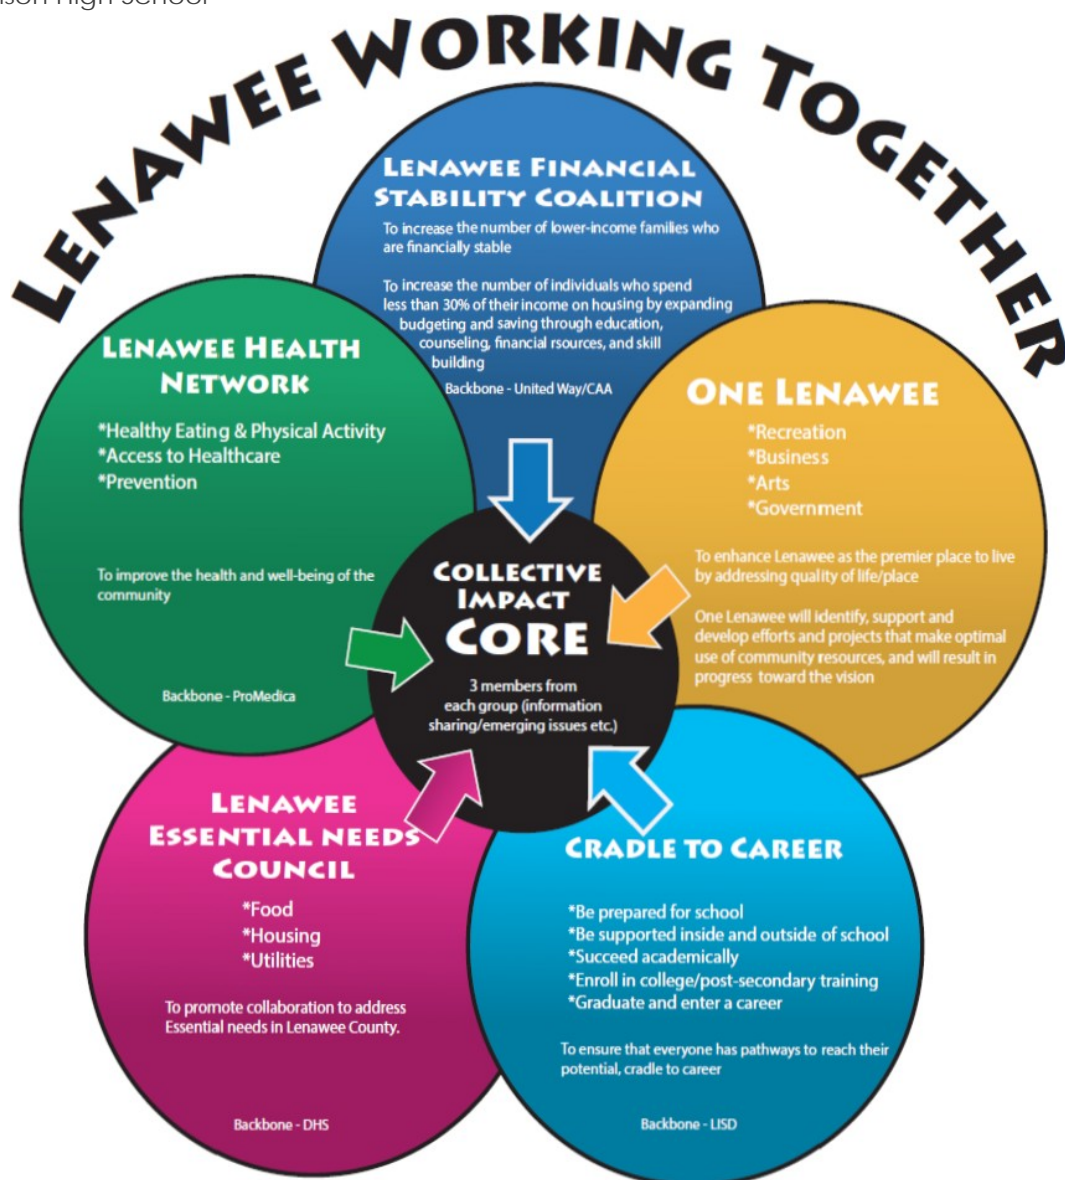 High School
LENAWEE WORKING TOGETHER
LENAWEE FINANCIAL
STABILITY COALITION
To increase the number of lower-income families who
are financially stable
To increase the number of individuals who spend
less than 30% of their income on housing by expanding
budgeting and saving through education,
counseling, financial rsources, and skill
building
Backbone - United Way/CAA
LENAWEE HEALTH
NETWORK
*Healthy Eating & Physical Activity
*Access to Healthcare
*Prevention
To improve the health and well-being of the
community
Backbone - ProMedica
ONE LENAWEE
*Recreation
*Business
*Arts
*Government
To enhance Lenawee as the premier place to live
by addressing quality of life/place
One Lenawee will identify, support and
develop efforts and projects that make optimal
use of community resources, and will result in
progress toward the vision
COLLECTIVE
IMPACT
CORE
3 members from
each group (information
sharing/emerging issues etc.)
LENAWEE
ESSENTIAL NEEDS
COUNCIL
*Food
*Housing
*Utilities
To promote collaboration to address
Essential needs in Lenawee County.
Backbone - DHS
CRADLE TO CAREER
*Be prepared for school
*Be supported inside and outside of school
*Succeed academically
*Enroll in college/post-secondary training
*Graduate and enter a career
To ensure that everyone has pathways to reach their
potential, cradle to career
Backbone - LISD